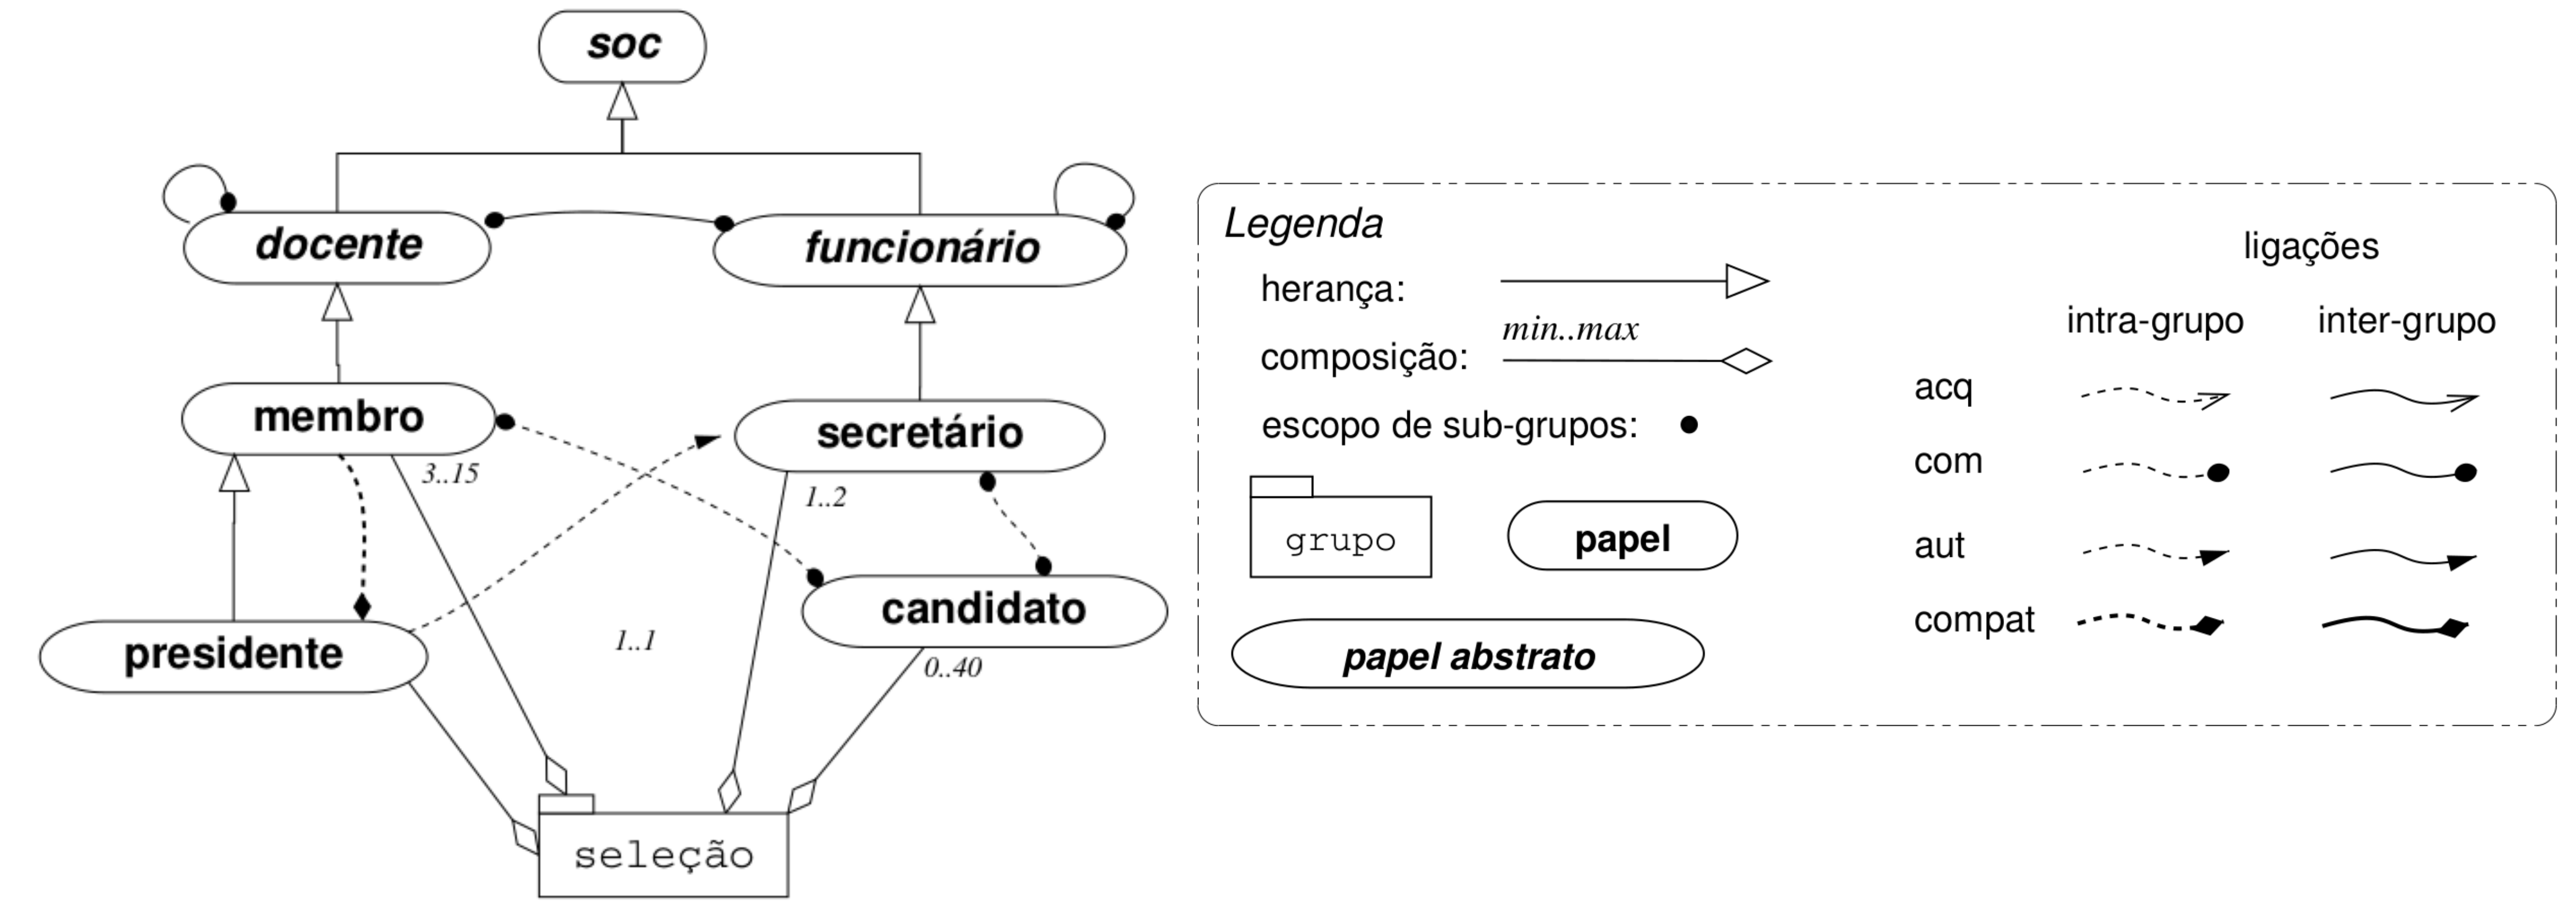 soc
docente
funcionário
membro
secretário
3..15
1..2
candidato
1..1
presidente
0..40
seleção
Legenda
herança:
min..max
composição:
escopo de sub-grupos:
grupo
papel
papel abstrato
ligações
intra-grupo inter-grupo
acq
com
aut
compat